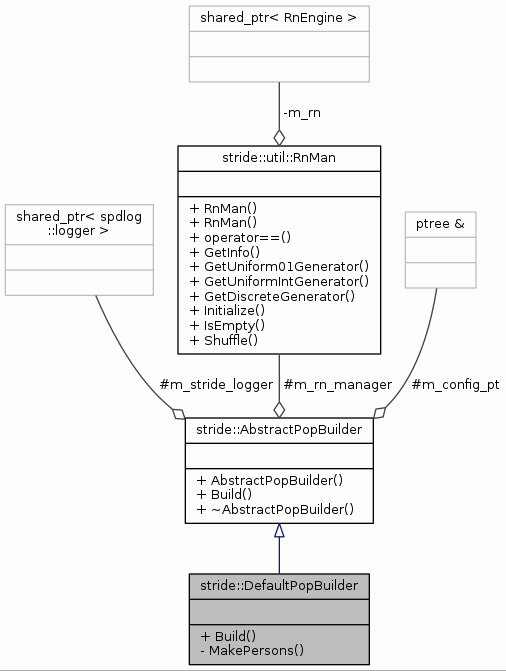 shared_ptr< RnEngine >
-m_rn
stride::util::RnMan
+ RnMan()
+ RnMan()
+ operator==()
+ GetInfo()
+ GetUniform01Generator()
+ GetUniformIntGenerator()
+ GetDiscreteGenerator()
+ Initialize()
+ IsEmpty()
+ Shuffle()
shared_ptr< spdlog
::logger >
ptree &
#m_stride_logger
#m_rn_manager
#m_config_pt
stride::AbstractPopBuilder
+ AbstractPopBuilder()
+ Build()
+ ~AbstractPopBuilder()
stride::DefaultPopBuilder
+ Build()
- MakePersons()